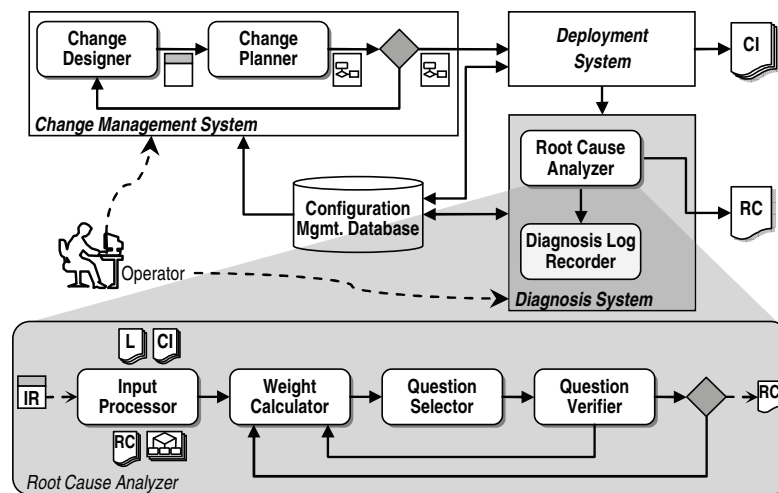 Change
Designer
Change
Planner
Change Management System
Deployment
System
CI
Root Cause
Analyzer
RC
Configuration
Mgmt. Database
Diagnosis Log
Recorder
Operator
Diagnosis System
L
CI
IR
Input
Processor
Weight
Calculator
Question
Selector
Question
Verifier
RC
RC
Root Cause Analyzer